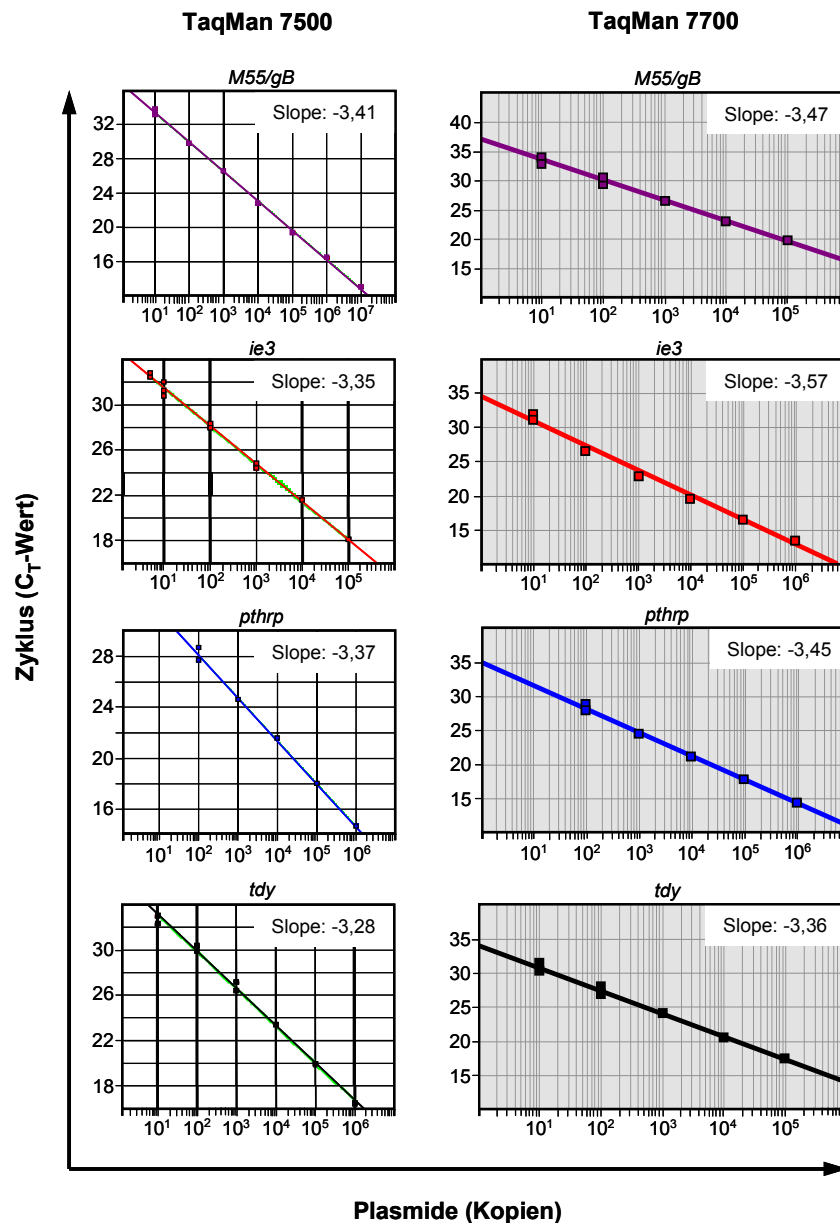 TaqMan 7500 TaqMan 7700
M55/gB M55/gB
Slope: -3,41 Slope: -3,47
32
28
24
20
16
40
35
30
25
20
15
10¹ 10² 10³ 10⁴ 10⁵ 10⁶ 10⁷
10¹ 10² 10³ 10⁴ 10⁵
ie3 ie3
Slope: -3,35 Slope: -3,57
30
26
22
18
35
30
25
20
15
10¹ 10² 10³ 10⁴ 10⁵
10¹ 10² 10³ 10⁴ 10⁵ 10⁶
pthrp pthrp
Slope: -3,37 Slope: -3,45
28
24
20
16
35
30
25
20
15
10¹ 10² 10³ 10⁴ 10⁵ 10⁶
10¹ 10² 10³ 10⁴ 10⁵ 10⁶
tdy tdy
Slope: -3,28 Slope: -3,36
30
26
22
18
35
30
25
20
15
10¹ 10² 10³ 10⁴ 10⁵ 10⁶
10¹ 10² 10³ 10⁴ 10⁵
Zyklus (C_T-Wert)
Plasmide (Kopien)